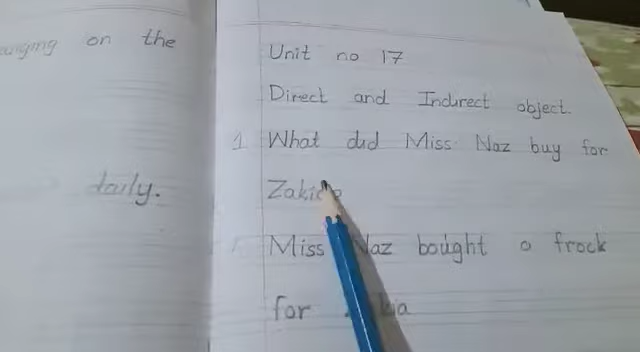 on the
daily.
Unit no 17
Direct and Indirect object.
1 What did Miss Naz buy for
Miss Naz bought a frock
for